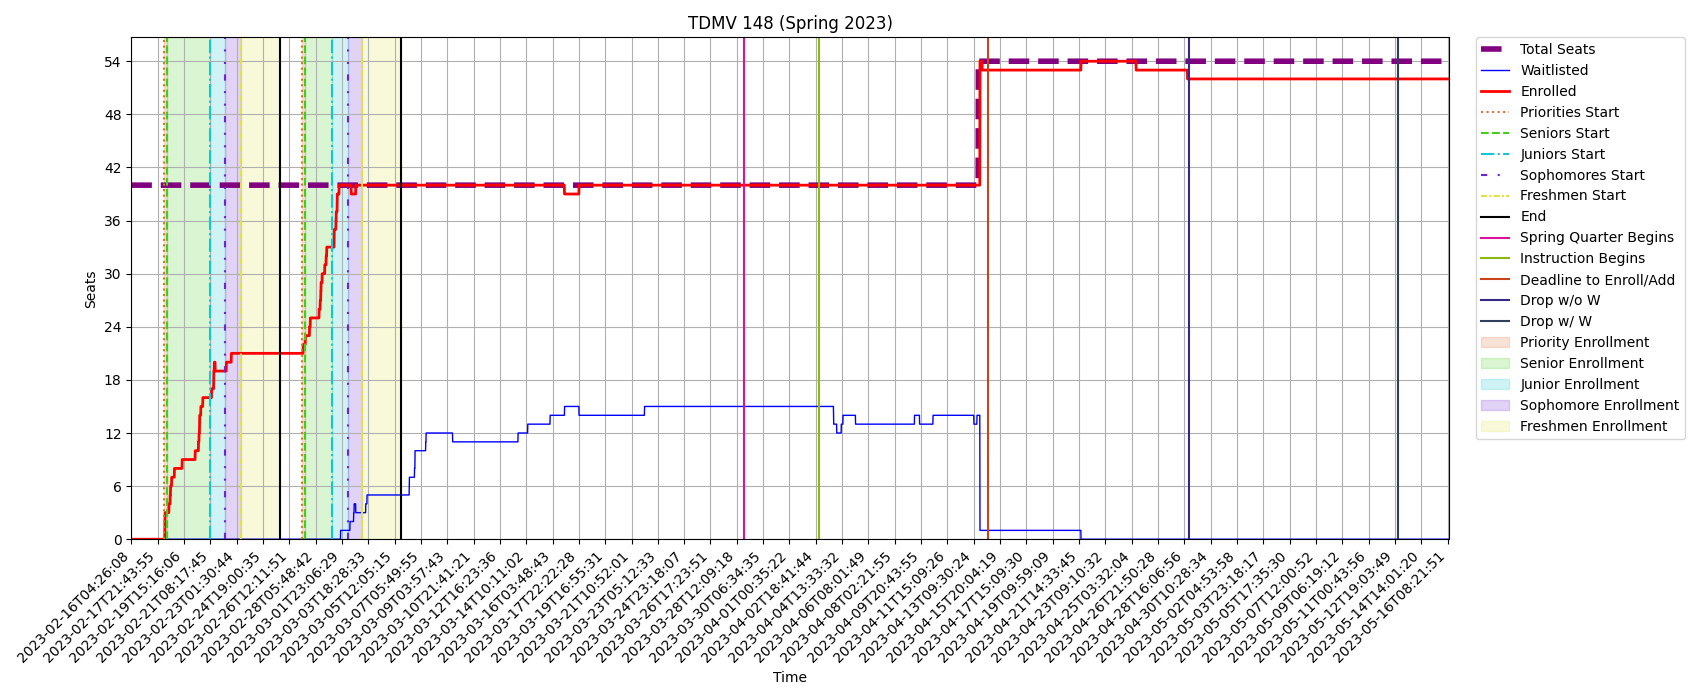 TDMV 148 (Spring 2023)
Seats
54
48
42
36
30
24
18
12
6
0
2023-02-16T04:26:08
2023-02-17T21:43:55
2023-02-19T15:16:06
2023-02-21T08:17:45
2023-02-23T01:30:44
2023-02-24T19:00:35
2023-02-26T12:11:51
2023-02-28T05:48:42
2023-03-01T23:06:29
2023-03-03T18:28:33
2023-03-05T12:05:15
2023-03-07T05:49:55
2023-03-09T03:57:43
2023-03-10T21:41:21
2023-03-12T16:23:36
2023-03-14T10:11:02
2023-03-16T03:48:43
2023-03-17T22:22:28
2023-03-19T16:55:31
2023-03-21T10:52:01
2023-03-23T05:12:33
2023-03-24T23:18:07
2023-03-26T17:23:51
2023-03-28T12:09:18
2023-03-30T06:34:35
2023-04-01T00:35:22
2023-04-02T18:41:44
2023-04-04T13:33:32
2023-04-06T08:01:49
2023-04-08T02:21:55
2023-04-09T20:43:55
2023-04-11T15:09:26
2023-04-13T09:30:24
2023-04-15T20:04:19
2023-04-17T15:09:30
2023-04-19T09:59:09
2023-04-21T14:33:45
2023-04-23T09:10:32
2023-04-25T03:32:04
2023-04-26T21:50:28
2023-04-28T16:06:56
2023-04-30T10:28:34
2023-05-02T04:53:58
2023-05-03T23:18:17
2023-05-05T17:35:30
2023-05-07T12:00:52
2023-05-09T06:19:12
2023-05-11T00:43:56
2023-05-12T19:03:49
2023-05-14T14:01:20
2023-05-16T08:21:51
Time
Total Seats
Waitlisted
Enrolled
Priorities Start
Seniors Start
Juniors Start
Sophomores Start
Freshmen Start
End
Spring Quarter Begins
Instruction Begins
Deadline to Enroll/Add
Drop w/o W
Drop w/ W
Priority Enrollment
Senior Enrollment
Junior Enrollment
Sophomore Enrollment
Freshmen Enrollment